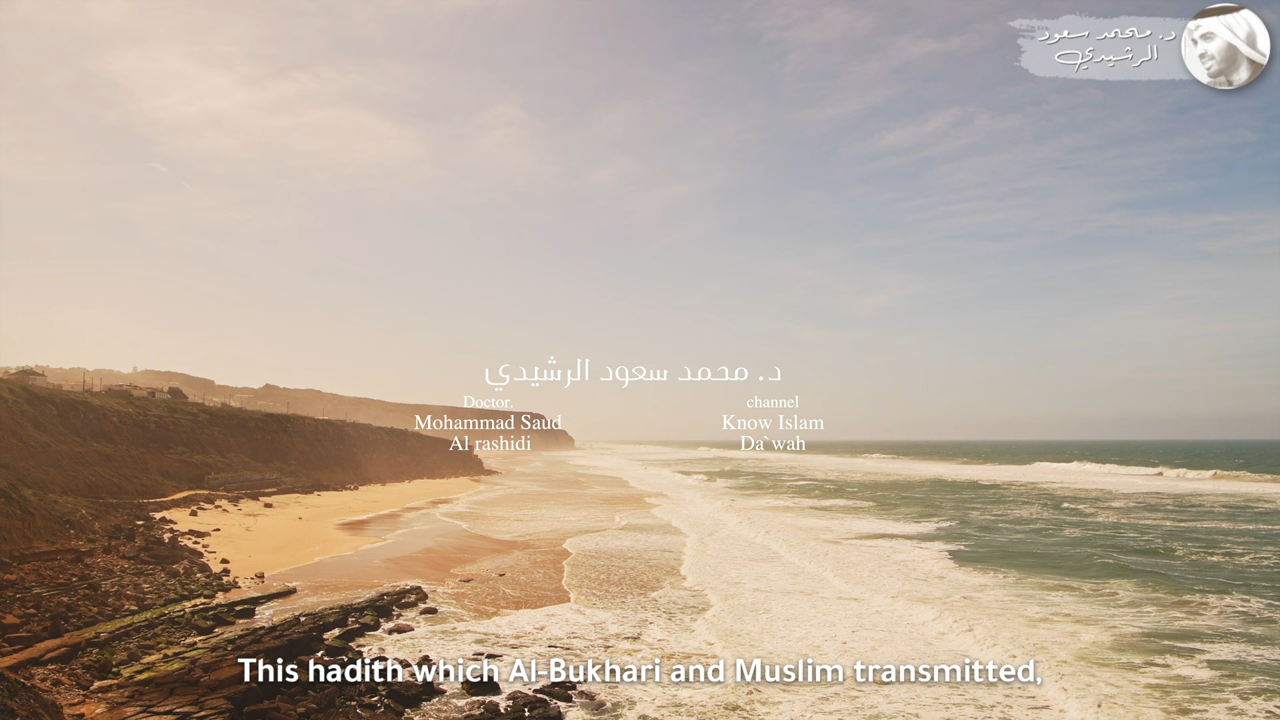 د. محمد سعود
الرشيدي
د. محمد سعود الرشيدي
Doctor.
Mohammad Saud
Al rashidi
channel
Know Islam
Da`wah
This hadith which Al-Bukhari and Muslim transmitted,